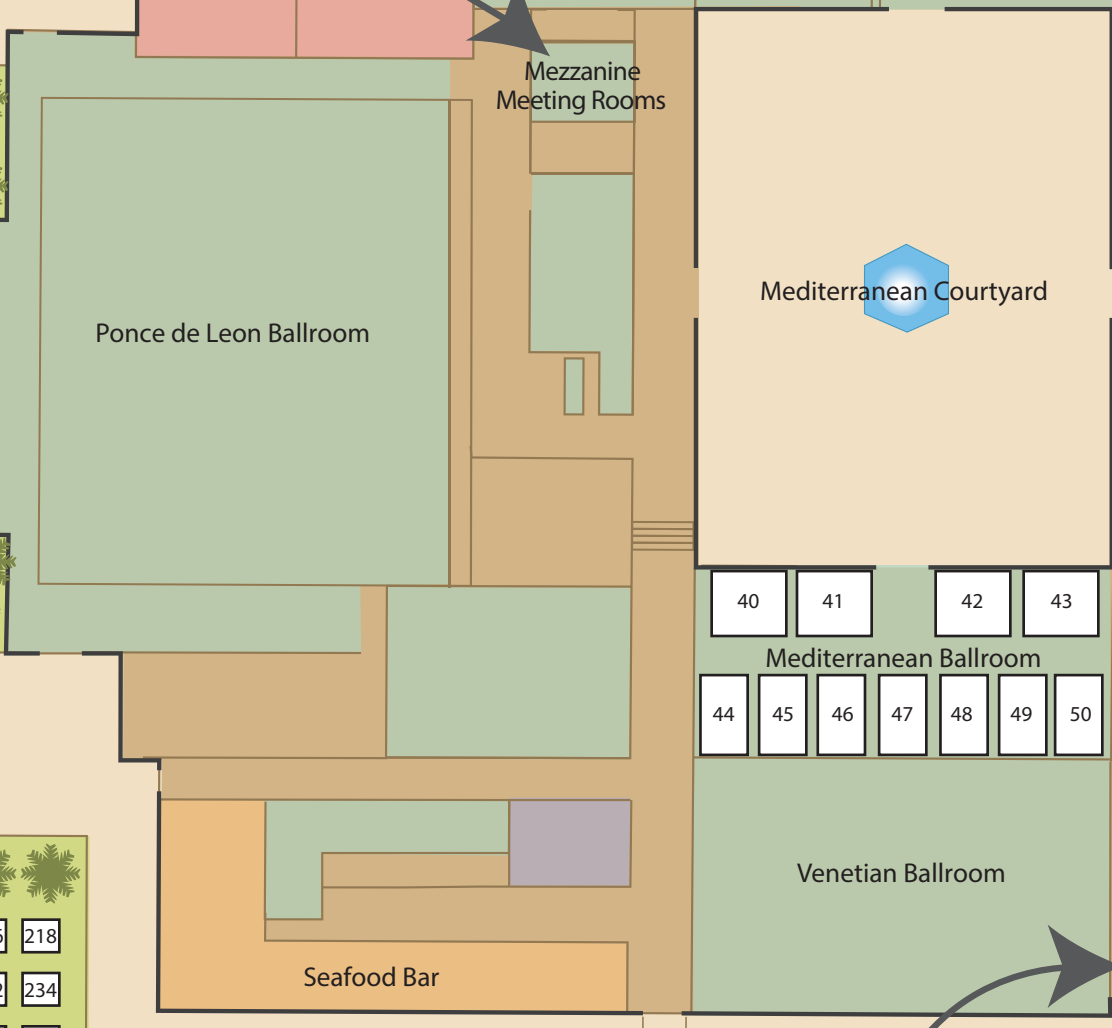 Mezzanine
Meeting Rooms
Mediterranean Courtyard
Ponce de Leon Ballroom
40 41 42 43
Mediterranean Ballroom
44 45 46 47 48 49 50
Venetian Ballroom
218
Seafood Bar
234